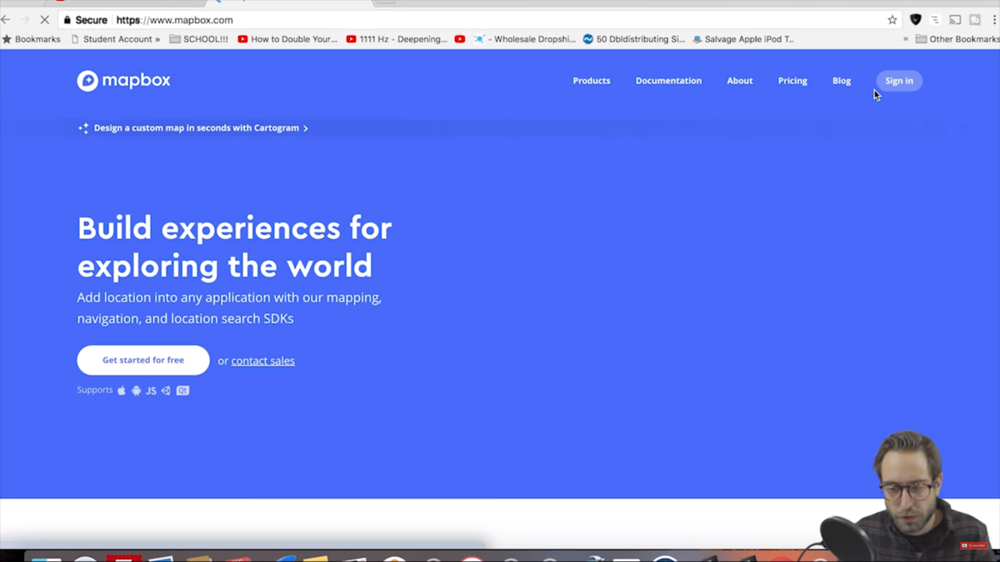 Secure https://www.mapbox.com
Bookmarks Student Account » SCHOOL!!! How to Double Your... 1111 Hz - Deepening... - Wholesale Dropshi... 50 Dbldistributing Si... Salvage Apple iPod T.. » Other Bookmarks
mapbox
Products Documentation About Pricing Blog Sign in
Design a custom map in seconds with Cartogram
Build experiences for
exploring the world
Add location into any application with our mapping,
navigation, and location search SDKs
Get started for free or contact sales
Supports JS Qt
Subscribe